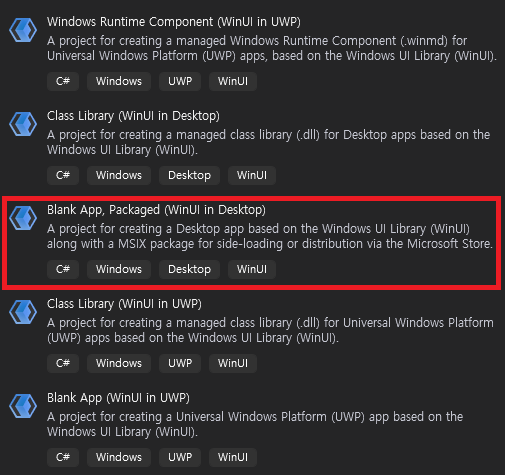 Windows Runtime Component (WinUI in UWP)
A project for creating a managed Windows Runtime Component (.winmd) for
Universal Windows Platform (UWP) apps, based on the Windows UI Library (WinUI).
C# Windows UWP WinUI
Class Library (WinUI in Desktop)
A project for creating a managed class library (.dll) for Desktop apps based on the
Windows UI Library (WinUI).
C# Windows Desktop WinUI
Blank App, Packaged (WinUI in Desktop)
A project for creating a Desktop app based on the Windows UI Library (WinUI)
along with a MSIX package for side-loading or distribution via the Microsoft Store.
C# Windows Desktop WinUI
Class Library (WinUI in UWP)
A project for creating a managed class library (.dll) for Universal Windows Platform
(UWP) apps based on the Windows UI Library (WinUI).
C# Windows UWP WinUI
Blank App (WinUI in UWP)
A project for creating a Universal Windows Platform (UWP) app based on the
Windows UI Library (WinUI).
C# Windows UWP WinUI